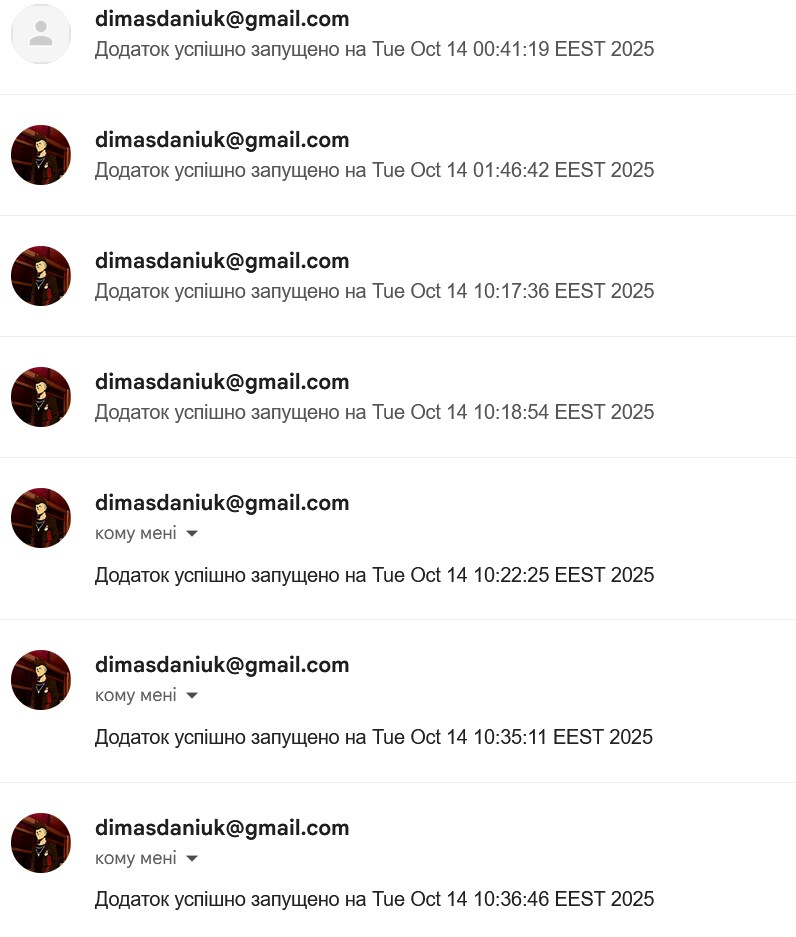 dimasdaniuk@gmail.com
Додаток успішно запущено на Tue Oct 14 00:41:19 EEST 2025
dimasdaniuk@gmail.com
Додаток успішно запущено на Tue Oct 14 01:46:42 EEST 2025
dimasdaniuk@gmail.com
Додаток успішно запущено на Tue Oct 14 10:17:36 EEST 2025
dimasdaniuk@gmail.com
Додаток успішно запущено на Tue Oct 14 10:18:54 EEST 2025
dimasdaniuk@gmail.com
кому мені
Додаток успішно запущено на Tue Oct 14 10:22:25 EEST 2025
dimasdaniuk@gmail.com
кому мені
Додаток успішно запущено на Tue Oct 14 10:35:11 EEST 2025
dimasdaniuk@gmail.com
кому мені
Додаток успішно запущено на Tue Oct 14 10:36:46 EEST 2025